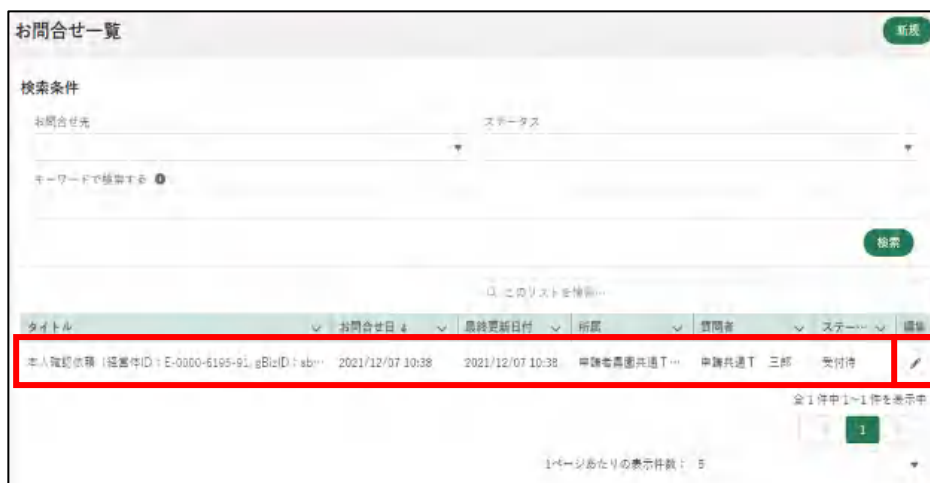 お問合せ一覧
新規
検索条件
お問合せ先
ステータス
キーワードで検索する
検索
このリストを検索…
タイトル
お問合せ日 ↓
最終更新日付
所属
質問者
ステー…
編集
本人確認依頼（経営体ID：E-0000-6195-91, gBizID：sb…
2021/12/07 10:38
2021/12/07 10:38
申請者農園共通T…
申請共通T 三郎
受付待
全1件中1~1件を表示中
1
1ページあたりの表示件数： 5